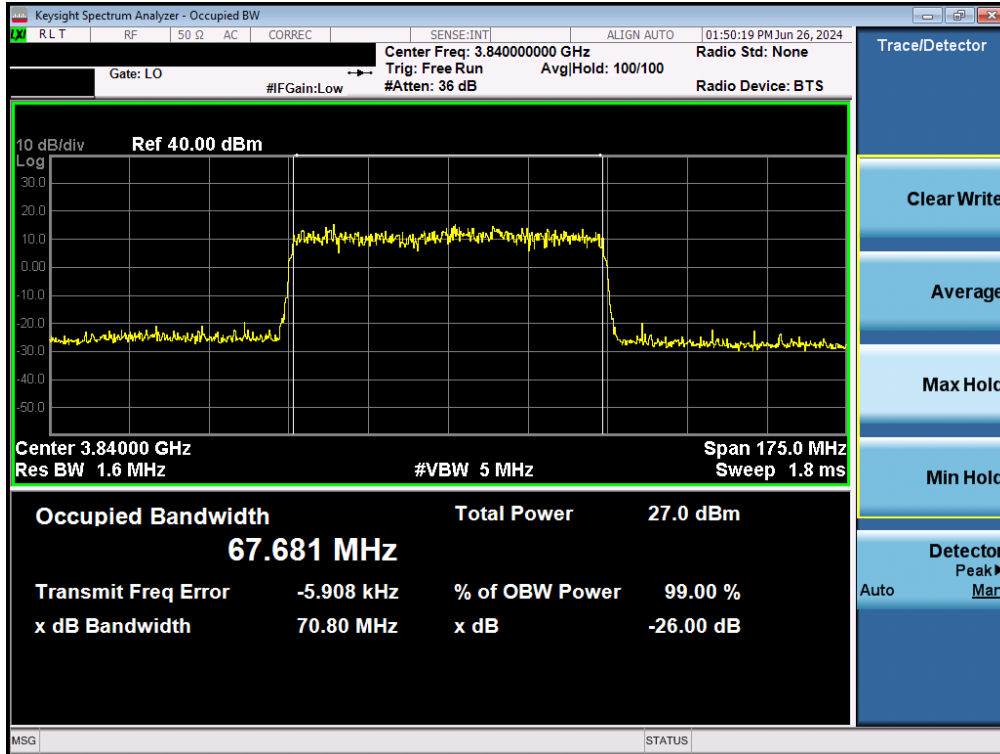 Keysight Spectrum Analyzer - Occupied BW
LXI RLT RF 50 Ω AC CORREC SENSE:INT ALIGN AUTO 01:50:19 PM Jun 26, 2024
Center Freq: 3.840000000 GHz Radio Std: None
Gate: LO Trig: Free Run Avg|Hold: 100/100
#IFGain:Low #Atten: 36 dB Radio Device: BTS
Trace/Detector
10 dB/div Ref 40.00 dBm
Log
30.0
20.0
10.0
0.00
-10.0
-20.0
-30.0
-40.0
-50.0
Center 3.84000 GHz Span 175.0 MHz
Res BW 1.6 MHz #VBW 5 MHz Sweep 1.8 ms
Occupied Bandwidth Total Power 27.0 dBm
67.681 MHz
Transmit Freq Error -5.908 kHz % of OBW Power 99.00 %
x dB Bandwidth 70.80 MHz x dB -26.00 dB
Clear Write
Average
Max Hold
Min Hold
Detector
Peak
Auto Man
MSG STATUS